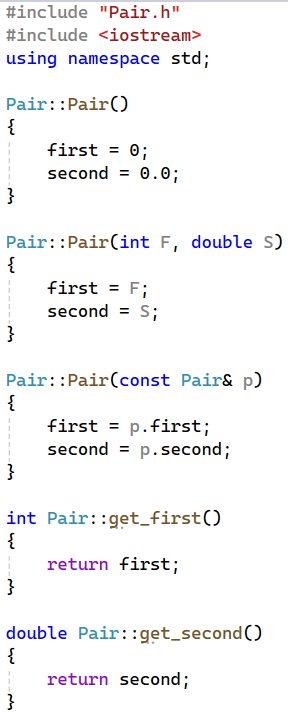 #include "Pair.h"
#include <iostream>
using namespace std;
Pair::Pair()
{
    first = 0;
    second = 0.0;
}
Pair::Pair(int F, double S)
{
    first = F;
    second = S;
}
Pair::Pair(const Pair& p)
{
    first = p.first;
    second = p.second;
}
int Pair::get_first()
{
    return first;
}
double Pair::get_second()
{
    return second;
}